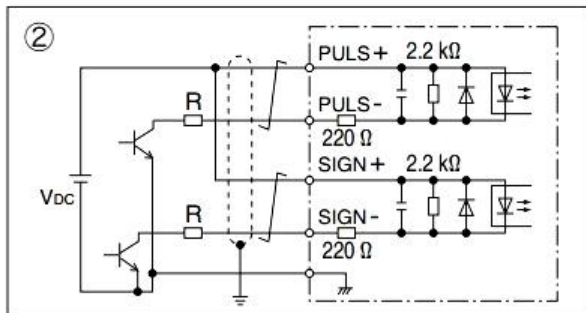 ②
PULS+ 2.2 kΩ
R PULS-
220 Ω
SIGN+ 2.2 kΩ
VDC
R SIGN-
220 Ω